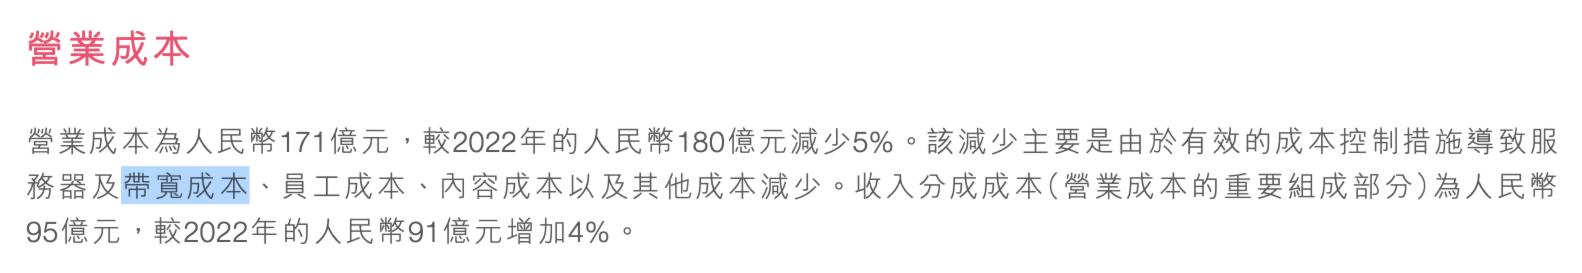 營業成本
營業成本為人民幣171億元，較2022年的人民幣180億元減少5%。該減少主要是由於有效的成本控制措施導致服
務器及帶寬成本、員工成本、內容成本以及其他成本減少。收入分成成本(營業成本的重要組成部分)為人民幣
95億元，較2022年的人民幣91億元增加4%。